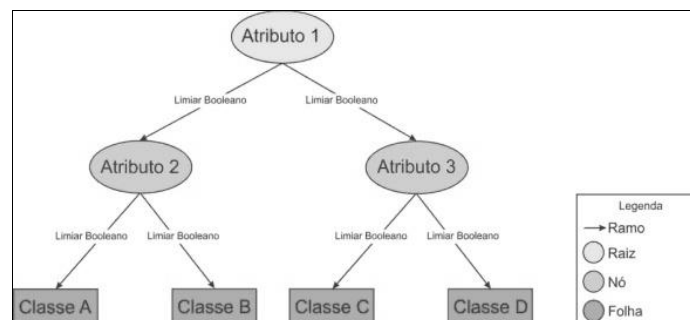 Atributo 1
Limiar Booleano Limiar Booleano
Atributo 2 Atributo 3
Limiar Booleano Limiar Booleano Limiar Booleano Limiar Booleano
Classe A Classe B Classe C Classe D
Legenda
Ramo
Raiz
Nó
Folha